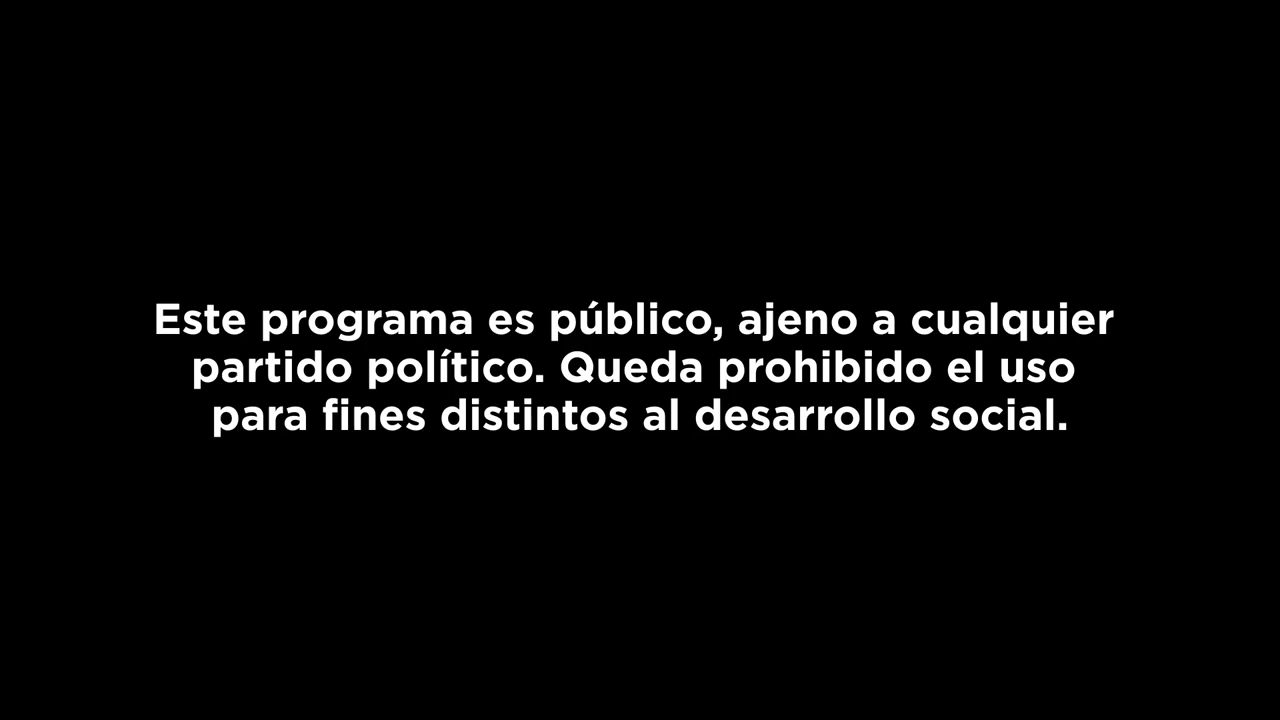 Este programa es público, ajeno a cualquier
partido político. Queda prohibido el uso
para fines distintos al desarrollo social.